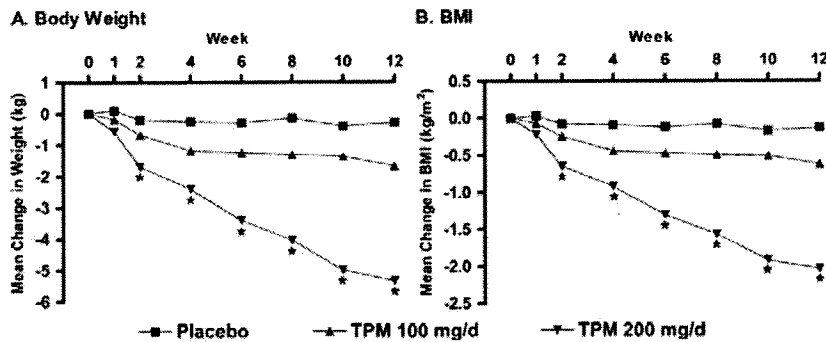 A. Body Weight
Week
0 1 2 4 6 8 10 12
Mean Change in Weight (kg)
1
0
-1
-2
-3
-4
-5
-6
B. BMI
Week
0 1 2 4 6 8 10 12
Mean Change in BMI (kg/m²)
0.5
0.0
-0.5
-1.0
-1.5
-2.0
-2.5
Placebo TPM 100 mg/d TPM 200 mg/d